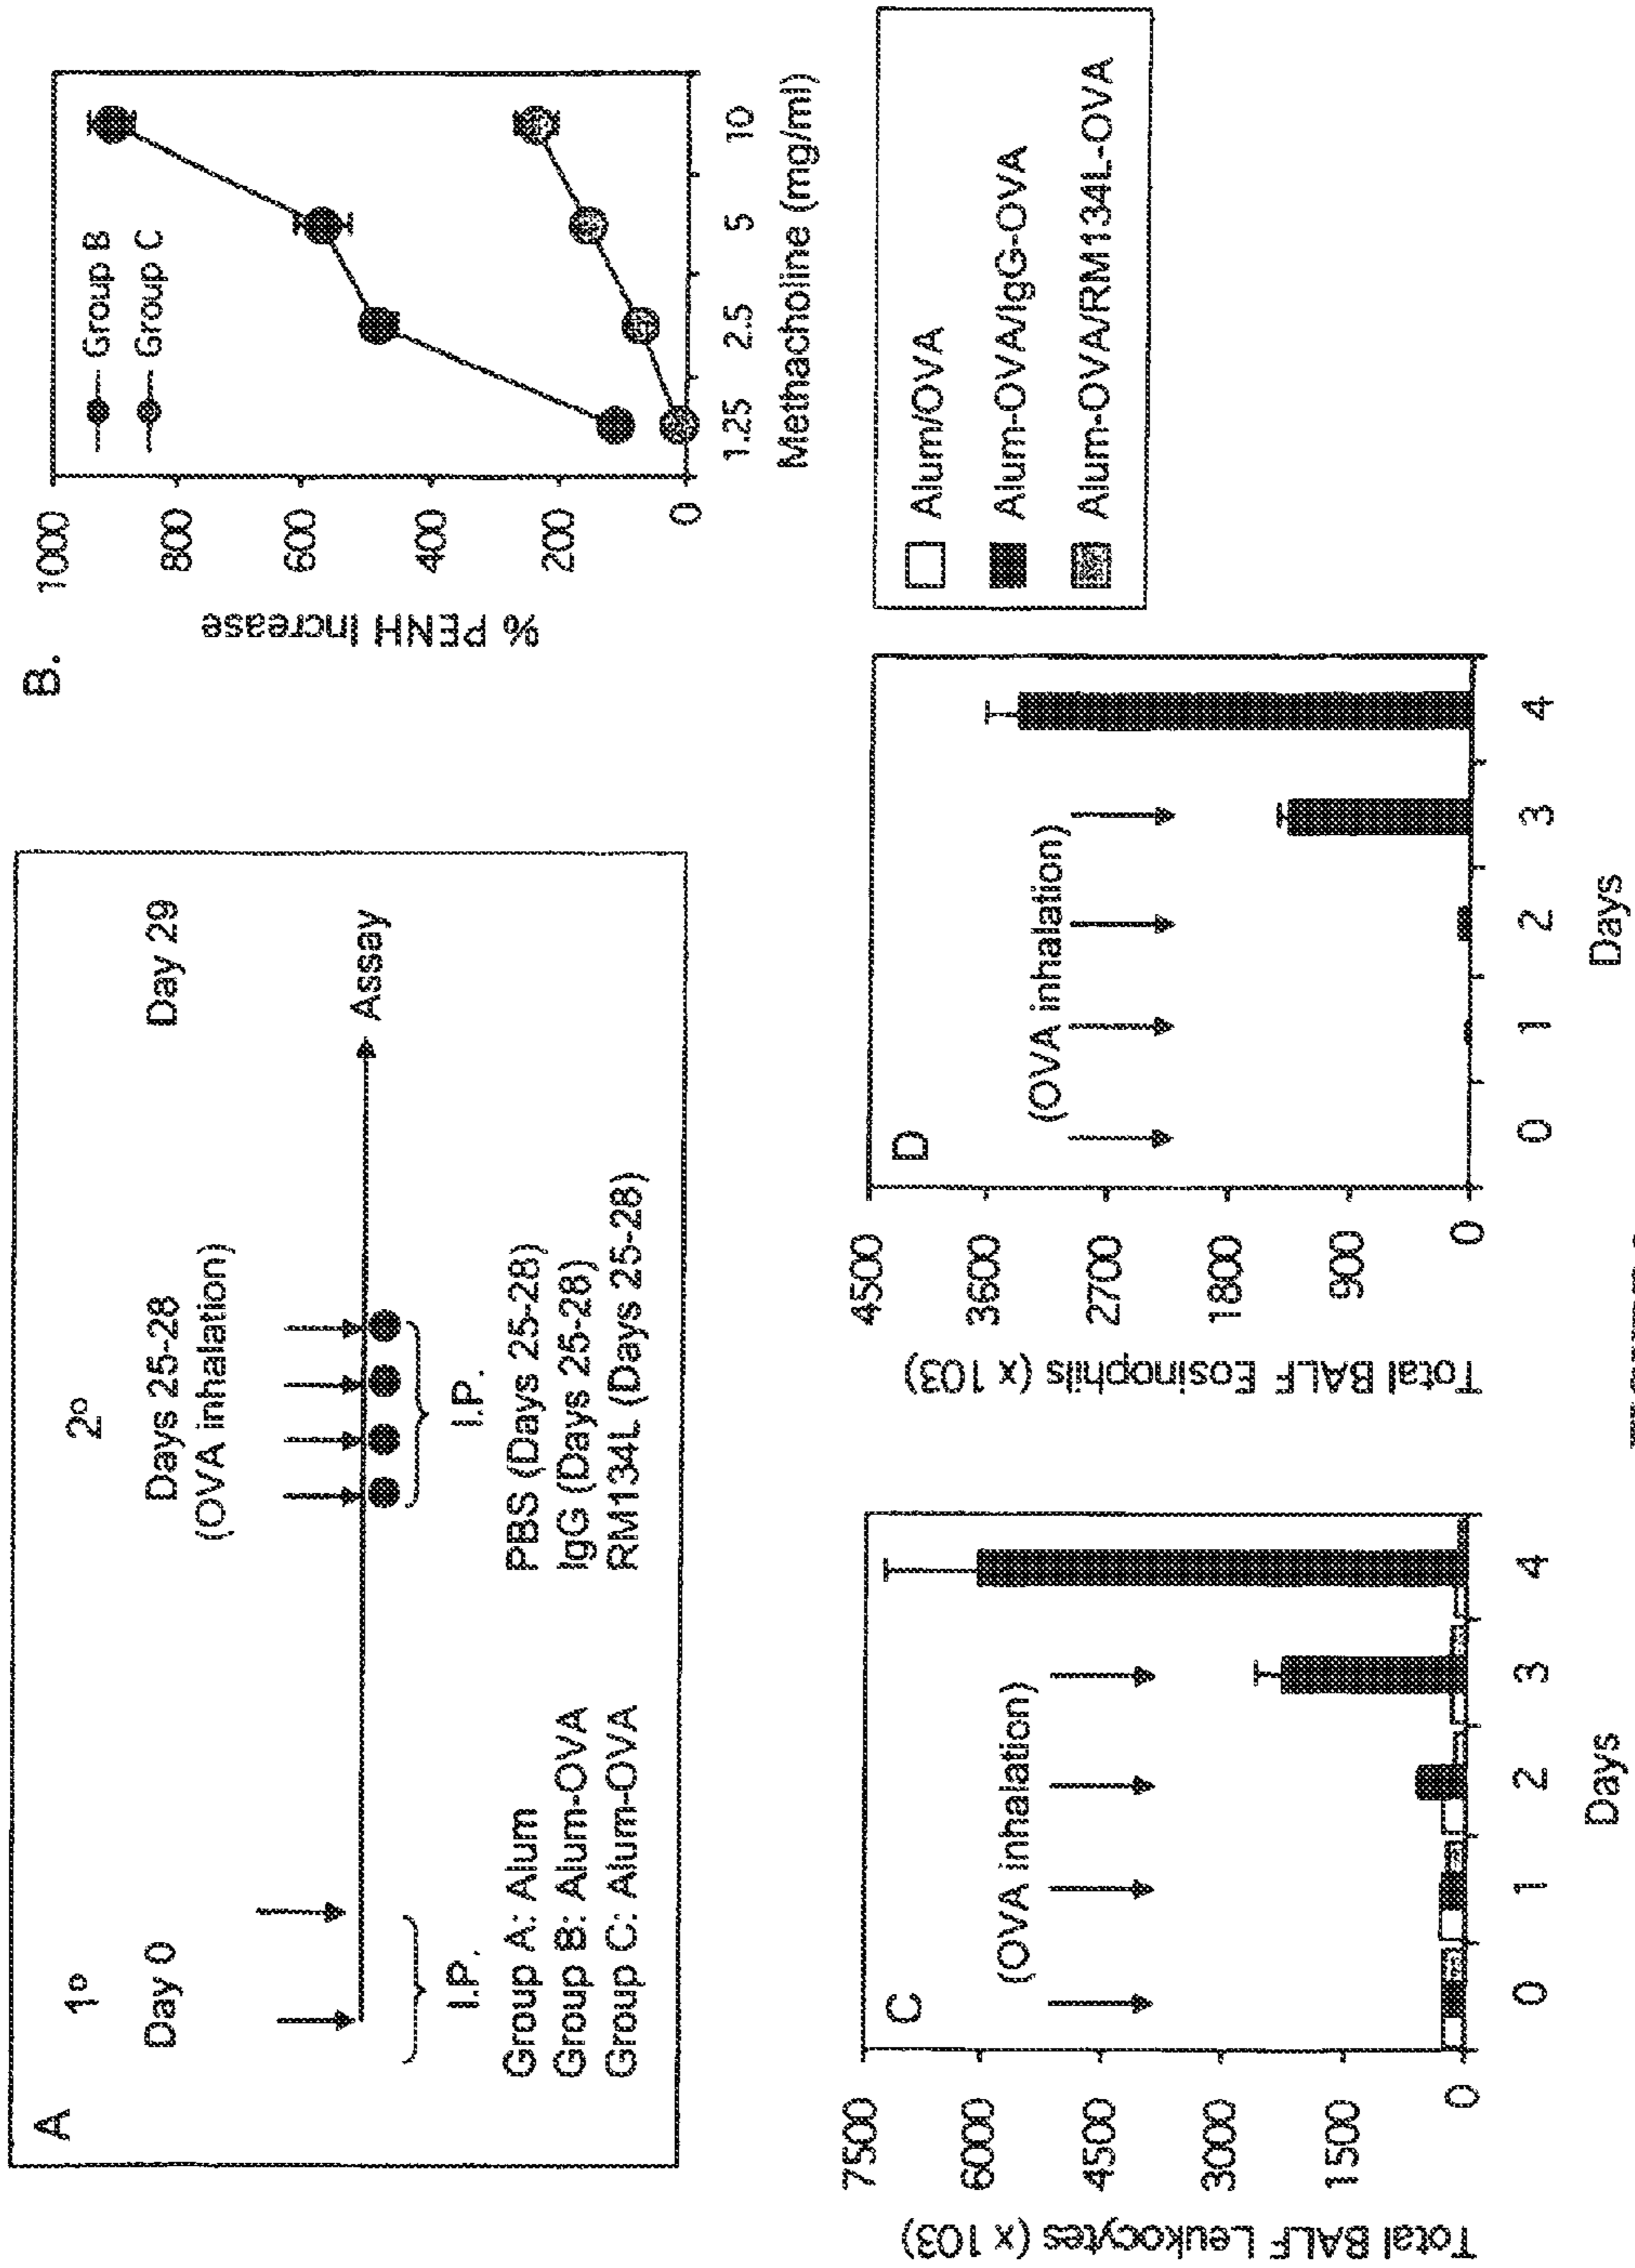 A
1º
2º
Day 0
Days 25-28
Day 29
(OVA inhalation)
Assay
I.P.
I.P.
Group A: Alum
PBS (Days 25-28)
Group B: Alum-OVA
IgG (Days 25-28)
Group C: Alum-OVA
RM134L (Days 25-28)
B.
% PENH Increase
1000
800
600
400
200
0
Group B
Group C
1.25
2.5
5
10
Methacholine (mg/ml)
C
Total BALF Leukocytes (x 103)
7500
6000
4500
3000
1500
0
(OVA inhalation)
0
1
2
3
4
Days
D
Total BALF Eosinophils (x 103)
4500
3600
2700
1800
900
0
(OVA inhalation)
0
1
2
3
4
Days
Alum/OVA
Alum-OVA/IgG-OVA
Alum-OVA/RM134L-OVA